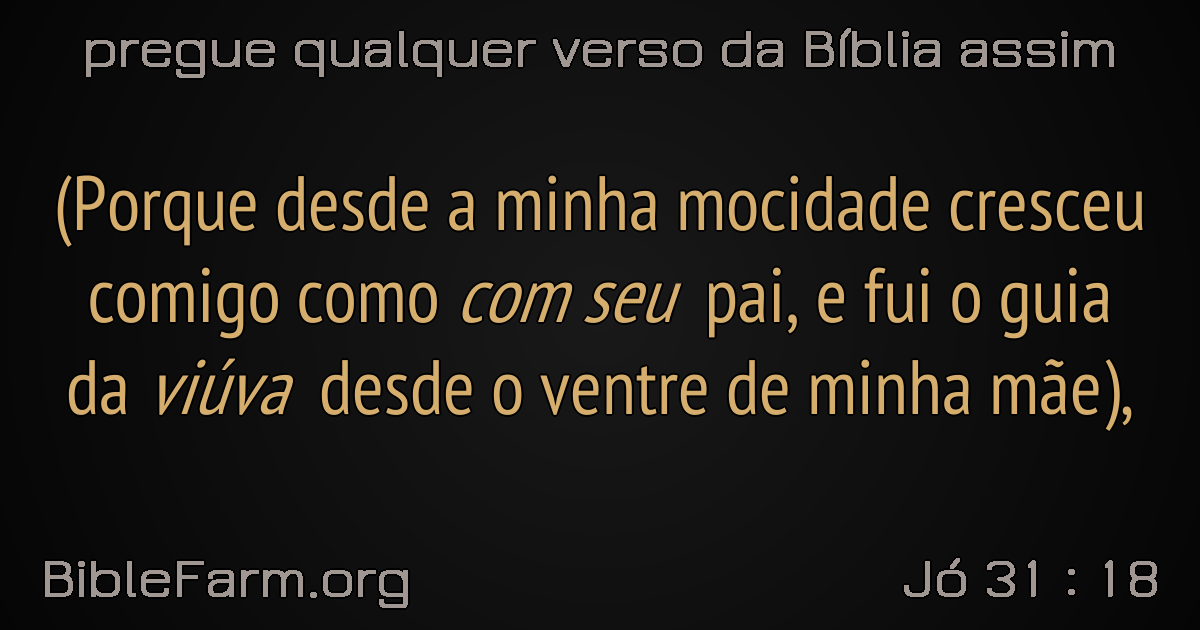 pregue qualquer verso da Bíblia assim
(Porque desde a minha mocidade cresceu
comigo como com seu pai, e fui o guia
da viúva desde o ventre de minha mãe),
BibleFarm.org
Jó 31 : 18